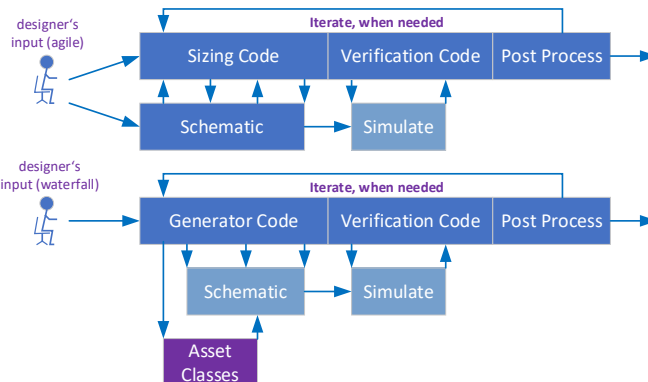 designer's
input (agile)
Iterate, when needed
Sizing Code
Verification Code
Post Process
Schematic
Simulate
designer's
input (waterfall)
Iterate, when needed
Generator Code
Verification Code
Post Process
Schematic
Simulate
Asset
Classes